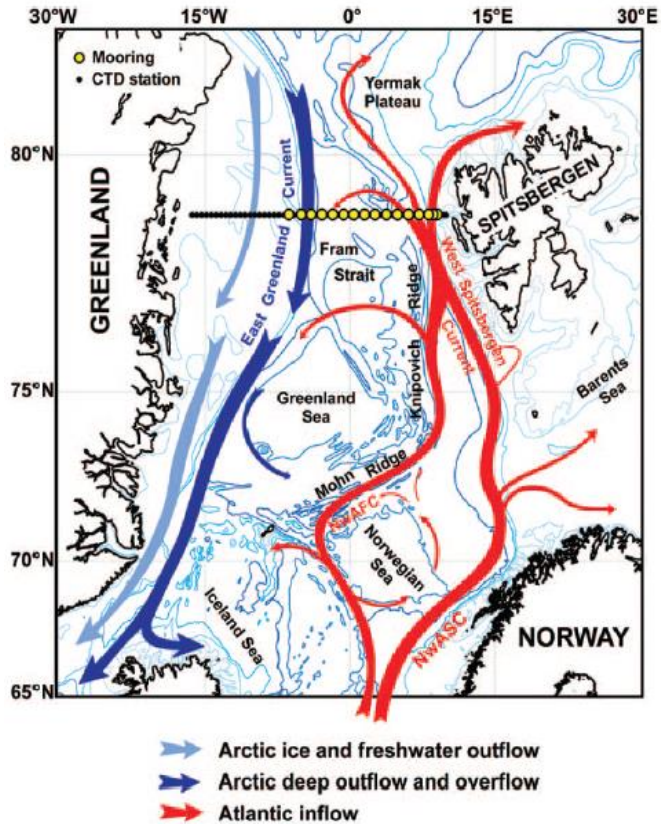 30°W 15°W 0° 15°E 30°E
Mooring
CTD station
Yermak
Plateau
80°N
GREENLAND
East Greenland Current
SPITSBERGEN
Fram
Strait
West Spitsbergen
Current
Knipovich Ridge
75°N
Greenland
Sea
Barents
Sea
Mohn Ridge
NwAFC
Norwegian
Sea
70°N
Iceland Sea
NwASC
NORWAY
65°N
Arctic ice and freshwater outflow
Arctic deep outflow and overflow
Atlantic inflow